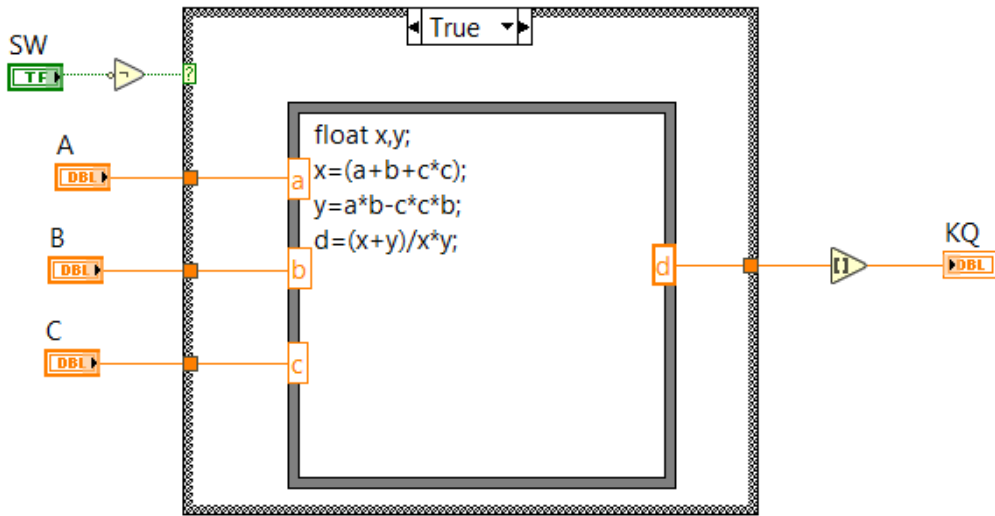 True
SW
TF
?
A
DBL
float x,y;
x=(a+b+c*c);
y=a*b-c*c*b;
d=(x+y)/x*y;
a
B
DBL
b
d
KQ
DBL
C
DBL
c